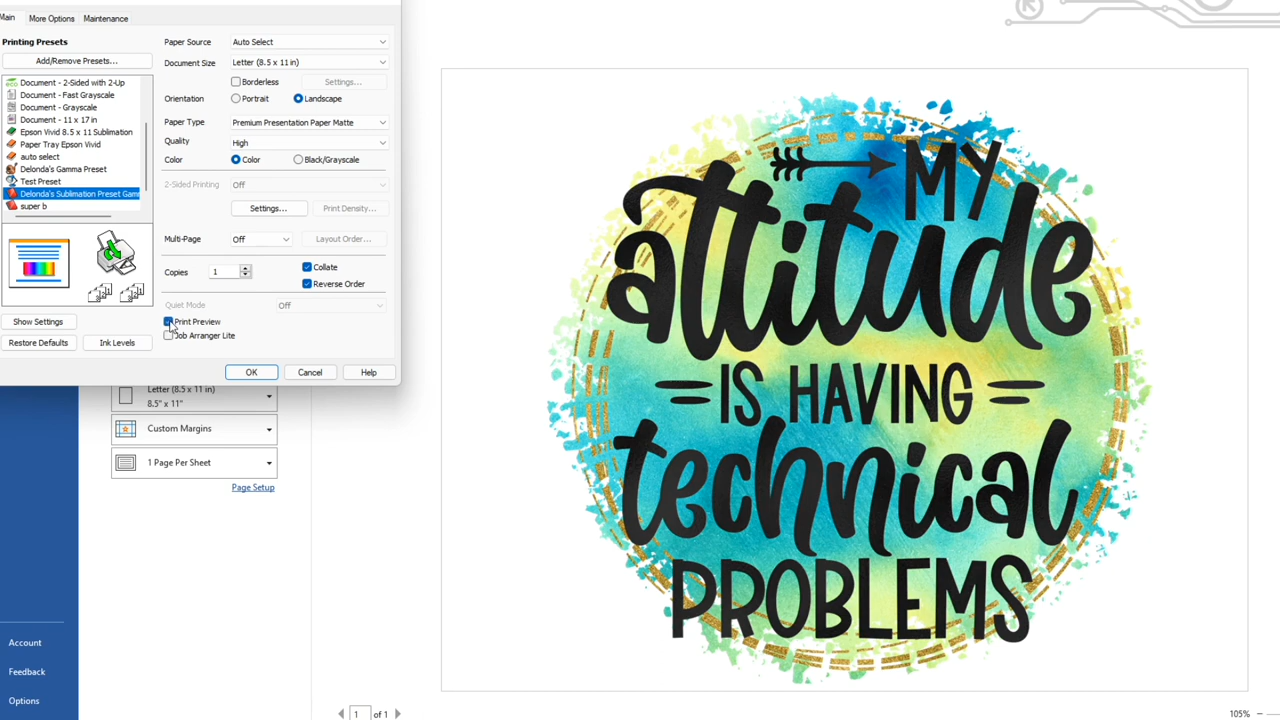 Main More Options Maintenance
Printing Presets
Add/Remove Presets...
eco Document - 2-Sided with 2-Up
Document - Fast Grayscale
Document - Grayscale
Document - 11 x 17 in
Epson Vivid 8.5 x 11 Sublimation
Paper Tray Epson Vivid
auto select
Delonda's Gamma Preset
Test Preset
Delonda's Sublimation Preset Gam
super b
Show Settings
Restore Defaults
Ink Levels
Paper Source Auto Select
Document Size Letter (8.5 x 11 in)
Borderless Settings...
Orientation Portrait Landscape
Paper Type Premium Presentation Paper Matte
Quality High
Color Color Black/Grayscale
2-Sided Printing Off
Settings... Print Density...
Multi-Page Off Layout Order...
Copies 1 Collate
Reverse Order
Quiet Mode Off
Print Preview
Job Arranger Lite
OK Cancel Help
Letter (8.5 x 11 in)
8.5" x 11"
Custom Margins
1 Page Per Sheet
Page Setup
Account
Feedback
Options
MY
attitude
IS HAVING
technical
PROBLEMS
1 of 1
105%